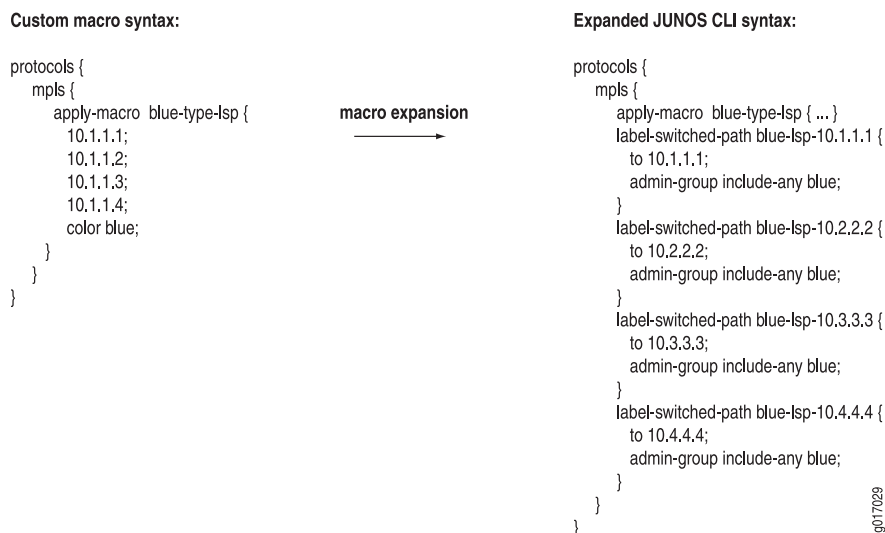 Custom macro syntax:
protocols {
mpls {
apply-macro blue-type-lsp {
10.1.1.1;
10.1.1.2;
10.1.1.3;
10.1.1.4;
color blue;
}
}
}
macro expansion
Expanded JUNOS CLI syntax:
protocols {
mpls {
apply-macro blue-type-lsp { ... }
label-switched-path blue-lsp-10.1.1.1 {
to 10.1.1.1;
admin-group include-any blue;
}
label-switched-path blue-lsp-10.2.2.2 {
to 10.2.2.2;
admin-group include-any blue;
}
label-switched-path blue-lsp-10.3.3.3 {
to 10.3.3.3;
admin-group include-any blue;
}
label-switched-path blue-lsp-10.4.4.4 {
to 10.4.4.4;
admin-group include-any blue;
}
}
}
g017029